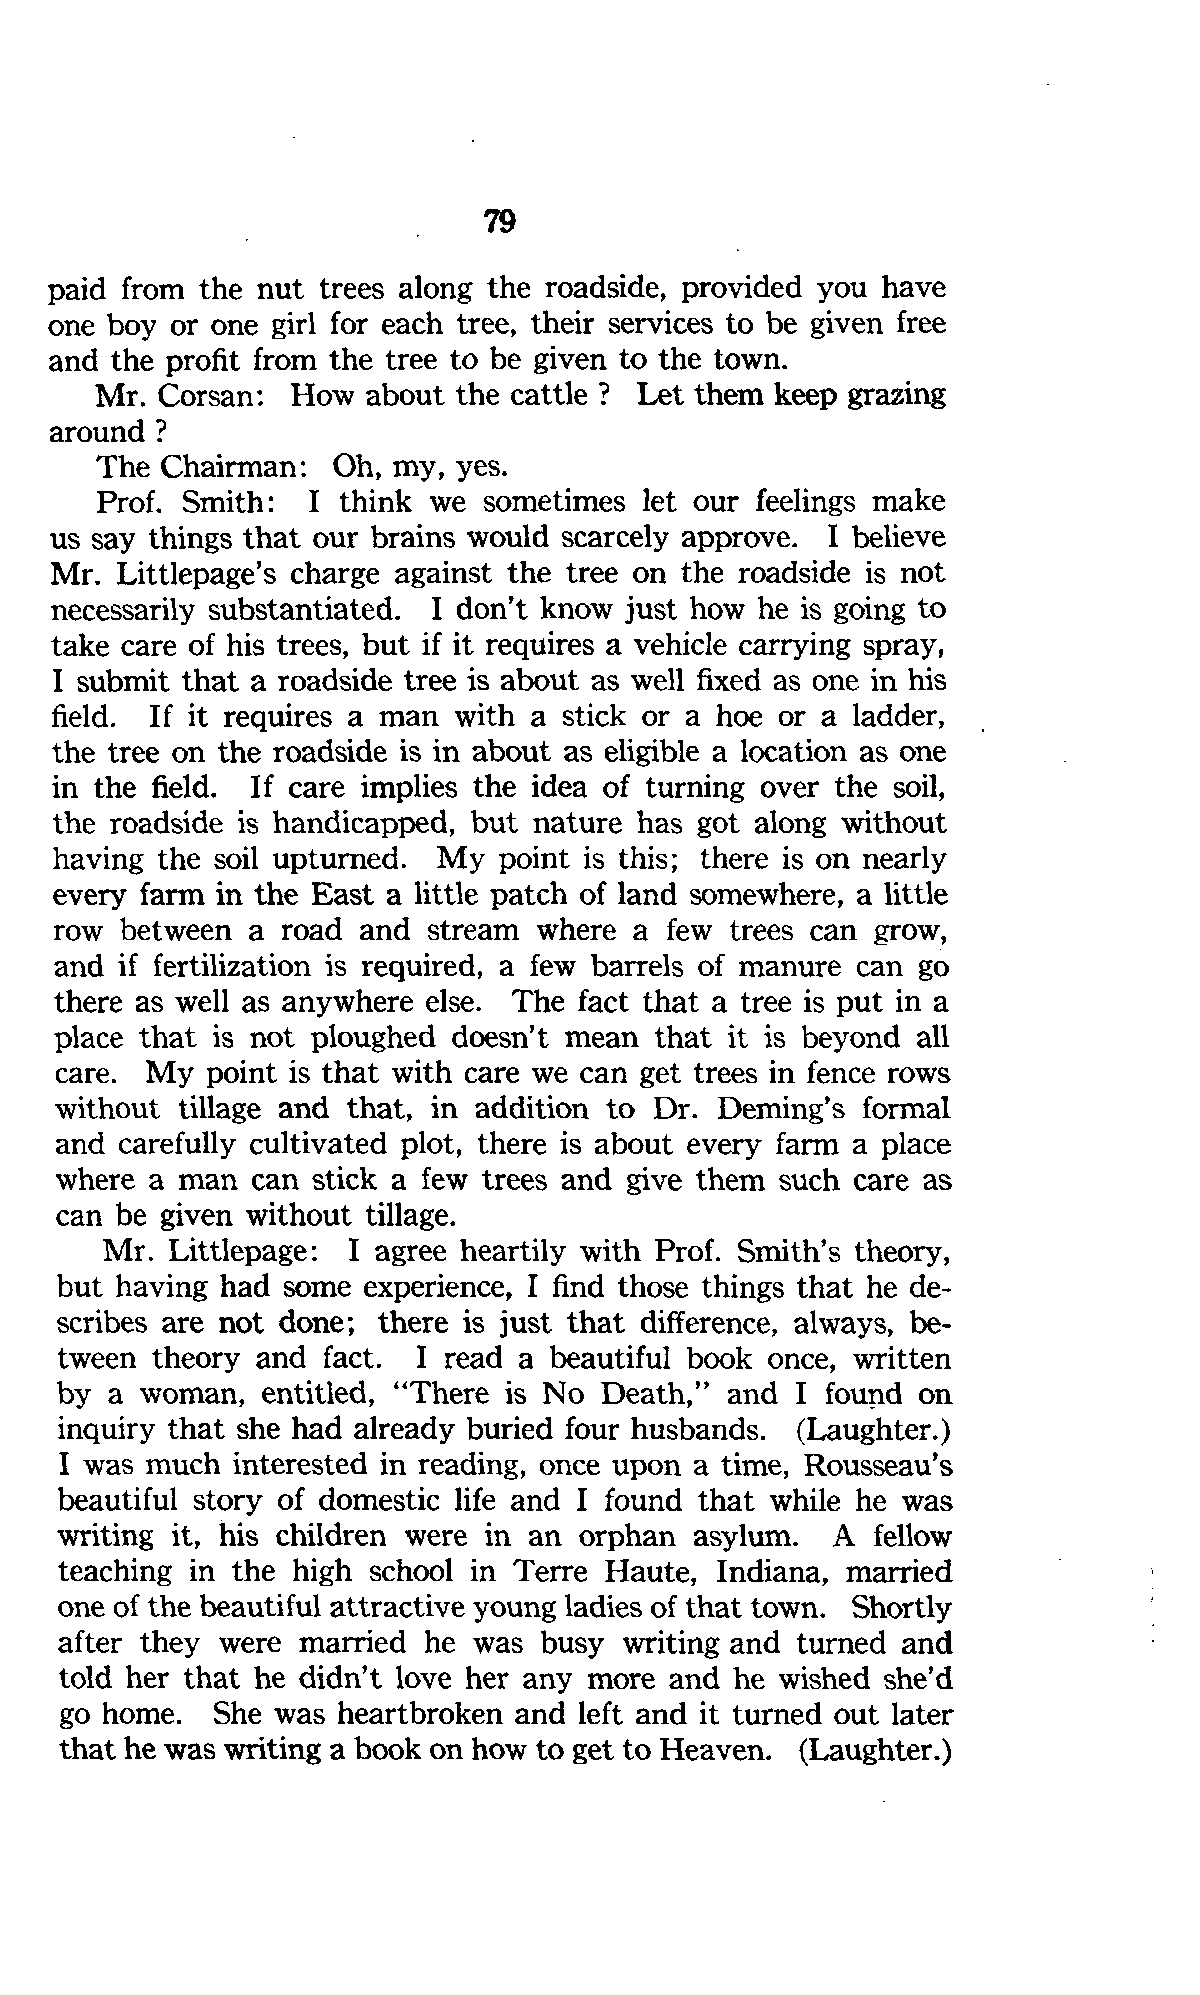 79
paid from the nut trees along the roadside, provided you have
one boy or one girl for each tree, their services to be given free
and the profit from the tree to be given to the town.
Mr. Corsan: How about the cattle ? Let them keep grazing
around ?
The Chairman: Oh, my, yes.
Prof. Smith: I think we sometimes let our feelings make
us say things that our brains would scarcely approve. I believe
Mr. Littlepage's charge against the tree on the roadside is not
necessarily substantiated. I don't know just how he is going to
take care of his trees, but if it requires a vehicle carrying spray,
I submit that a roadside tree is about as well fixed as one in his
field. If it requires a man with a stick or a hoe or a ladder,
the tree on the roadside is in about as eligible a location as one
in the field. If care implies the idea of turning over the soil,
the roadside is handicapped, but nature has got along without
having the soil upturned. My point is this; there is on nearly
every farm in the East a little patch of land somewhere, a little
row between a road and stream where a few trees can grow,
and if fertilization is required, a few barrels of manure can go
there as well as anywhere else. The fact that a tree is put in a
place that is not ploughed doesn't mean that it is beyond all
care. My point is that with care we can get trees in fence rows
without tillage and that, in addition to Dr. Deming's formal
and carefully cultivated plot, there is about every farm a place
where a man can stick a few trees and give them such care as
can be given without tillage.
Mr. Littlepage: I agree heartily with Prof. Smith's theory,
but having had some experience, I find those things that he de-
scribes are not done; there is just that difference, always, be-
tween theory and fact. I read a beautiful book once, written
by a woman, entitled, "There is No Death," and I found on
inquiry that she had already buried four husbands. (Laughter.)
I was much interested in reading, once upon a time, Rousseau's
beautiful story of domestic life and I found that while he was
writing it, his children were in an orphan asylum. A fellow
teaching in the high school in Terre Haute, Indiana, married
one of the beautiful attractive young ladies of that town. Shortly
after they were married he was busy writing and turned and
told her that he didn't love her any more and he wished she'd
go home. She was heartbroken and left and it turned out later
that he was writing a book on how to get to Heaven. (Laughter.)